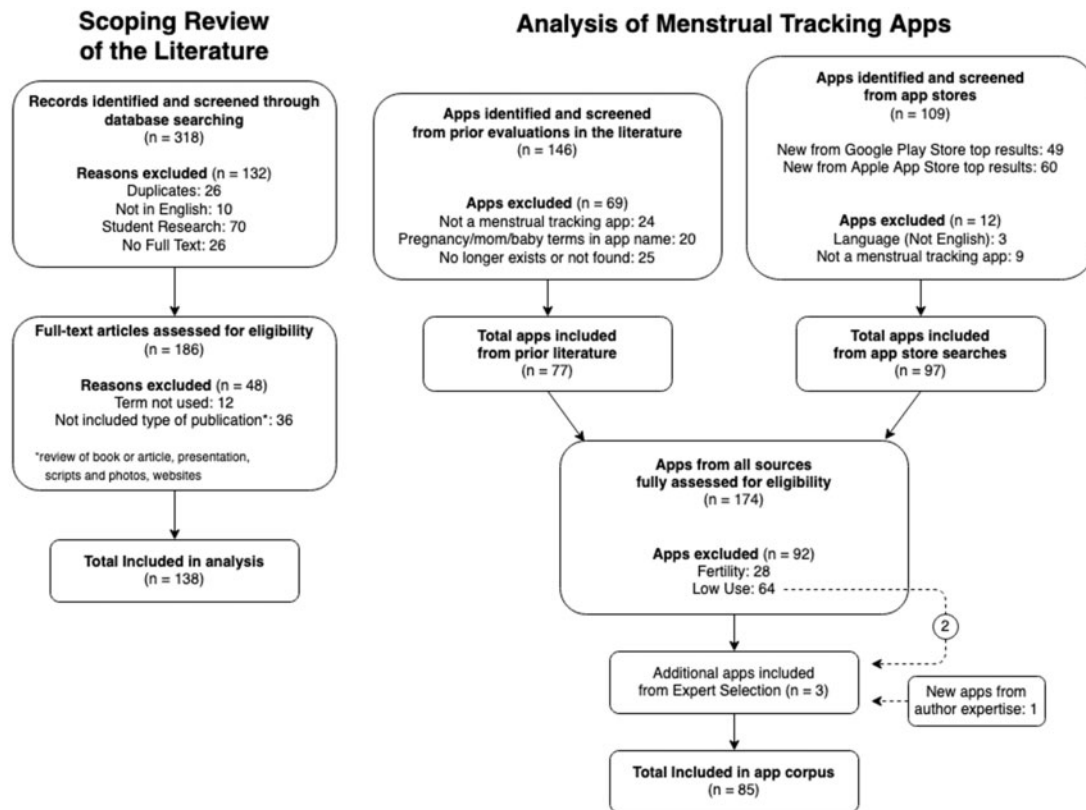 Scoping Review
of the Literature
Records identified and screened through
database searching
(n = 318)
Reasons excluded (n = 132)
Duplicates: 26
Not in English: 10
Student Research: 70
No Full Text: 26
Full-text articles assessed for eligibility
(n = 186)
Reasons excluded (n = 48)
Term not used: 12
Not included type of publication*: 36
*review of book or article, presentation,
scripts and photos, websites
Total Included in analysis
(n = 138)
Analysis of Menstrual Tracking Apps
Apps identified and screened
from prior evaluations in the literature
(n = 146)
Apps excluded (n = 69)
Not a menstrual tracking app: 24
Pregnancy/mom/baby terms in app name: 20
No longer exists or not found: 25
Apps identified and screened
from app stores
(n = 109)
New from Google Play Store top results: 49
New from Apple App Store top results: 60
Apps excluded (n = 12)
Language (Not English): 3
Not a menstrual tracking app: 9
Total apps included
from prior literature
(n = 77)
Total apps included
from app store searches
(n = 97)
Apps from all sources
fully assessed for eligibility
(n = 174)
Apps excluded (n = 92)
Fertility: 28
Low Use: 64
2
Additional apps included
from Expert Selection (n = 3)
New apps from
author expertise: 1
Total Included in app corpus
(n = 85)